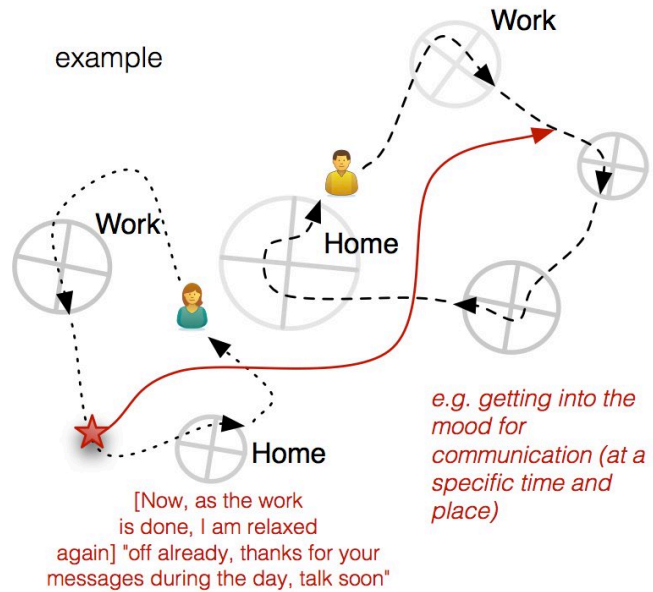 example
Work
Work
Home
Home
e.g. getting into the
mood for
communication (at a
specific time and
place)
[Now, as the work
is done, I am relaxed
again] "off already, thanks for your
messages during the day, talk soon"